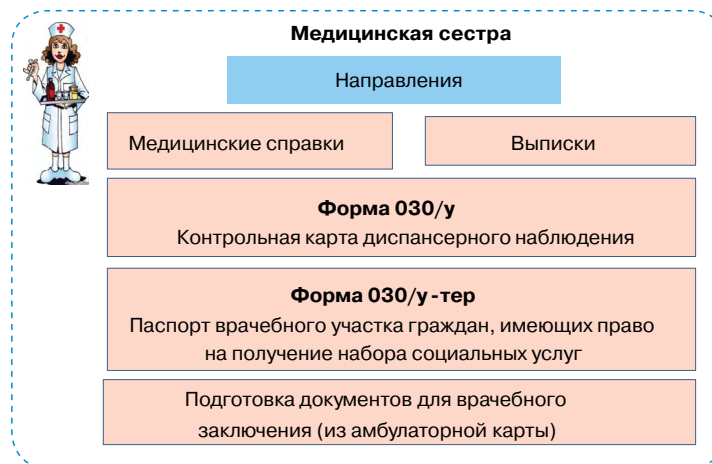 Медицинская сестра
Направления
Медицинские справки
Выписки
Форма 030/у
Контрольная карта диспансерного наблюдения
Форма 030/у-тер
Паспорт врачебного участка граждан, имеющих право
на получение набора социальных услуг
Подготовка документов для врачебного
заключения (из амбулаторной карты)